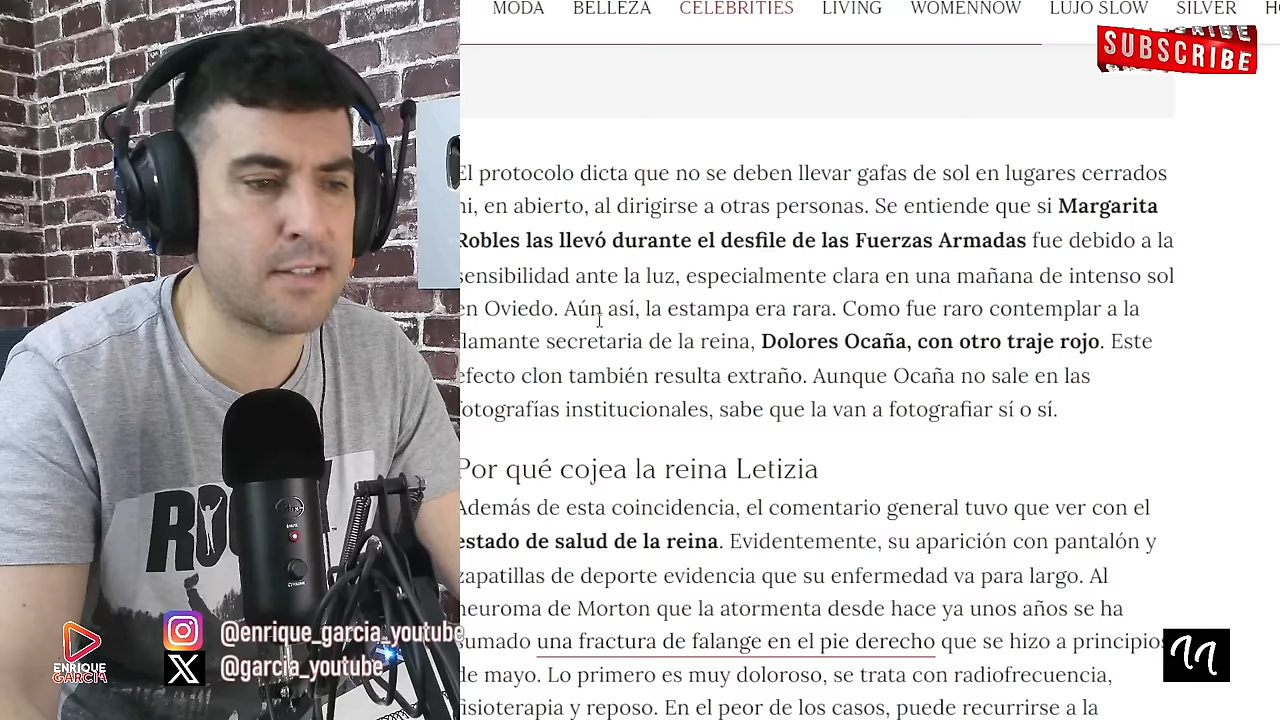 MODA BELLEZA CELEBRITIES LIVING WOMENNOW LUJO SLOW SILVER
SUBSCRIBE
El protocolo dicta que no se deben llevar gafas de sol en lugares cerrados
ni, en abierto, al dirigirse a otras personas. Se entiende que si Margarita
Robles las llevó durante el desfile de las Fuerzas Armadas fue debido a la
sensibilidad ante la luz, especialmente clara en una mañana de intenso sol
en Oviedo. Aún así, la estampa era rara. Como fue raro contemplar a la
flamante secretaria de la reina, Dolores Ocaña, con otro traje rojo. Este
efecto clon también resulta extraño. Aunque Ocaña no sale en las
fotografías institucionales, sabe que la van a fotografiar sí o sí.
Por qué cojea la reina Letizia
Además de esta coincidencia, el comentario general tuvo que ver con el
estado de salud de la reina. Evidentemente, su aparición con pantalón y
zapatillas de deporte evidencia que su enfermedad va para largo. Al
neuroma de Morton que la atormenta desde hace ya unos años se ha
sumado una fractura de falange en el pie derecho que se hizo a principios
de mayo. Lo primero es muy doloroso, se trata con radiofrecuencia,
fisioterapia y reposo. En el peor de los casos, puede recurrirse a la
@enrique_garcia_youtube
@garcia_youtube
ENRIQUE
GARCIA